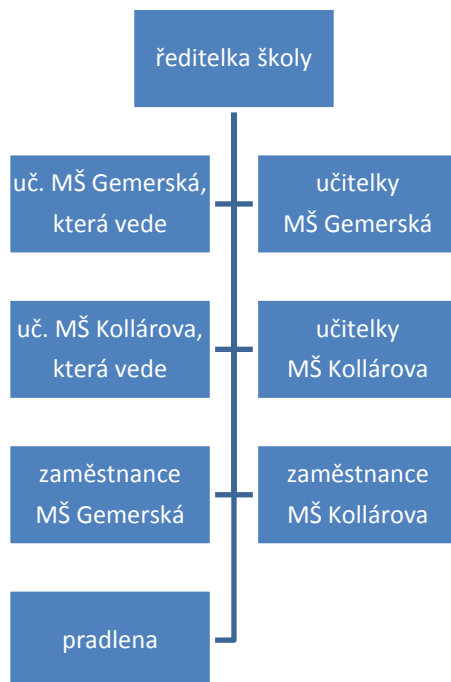 ředitelka školy
uč. MŠ Gemerská,
která vede
učitelky
MŠ Gemerská
uč. MŠ Kollárova,
která vede
učitelky
MŠ Kollárova
zaměstnance
MŠ Gemerská
zaměstnance
MŠ Kollárova
pradlena